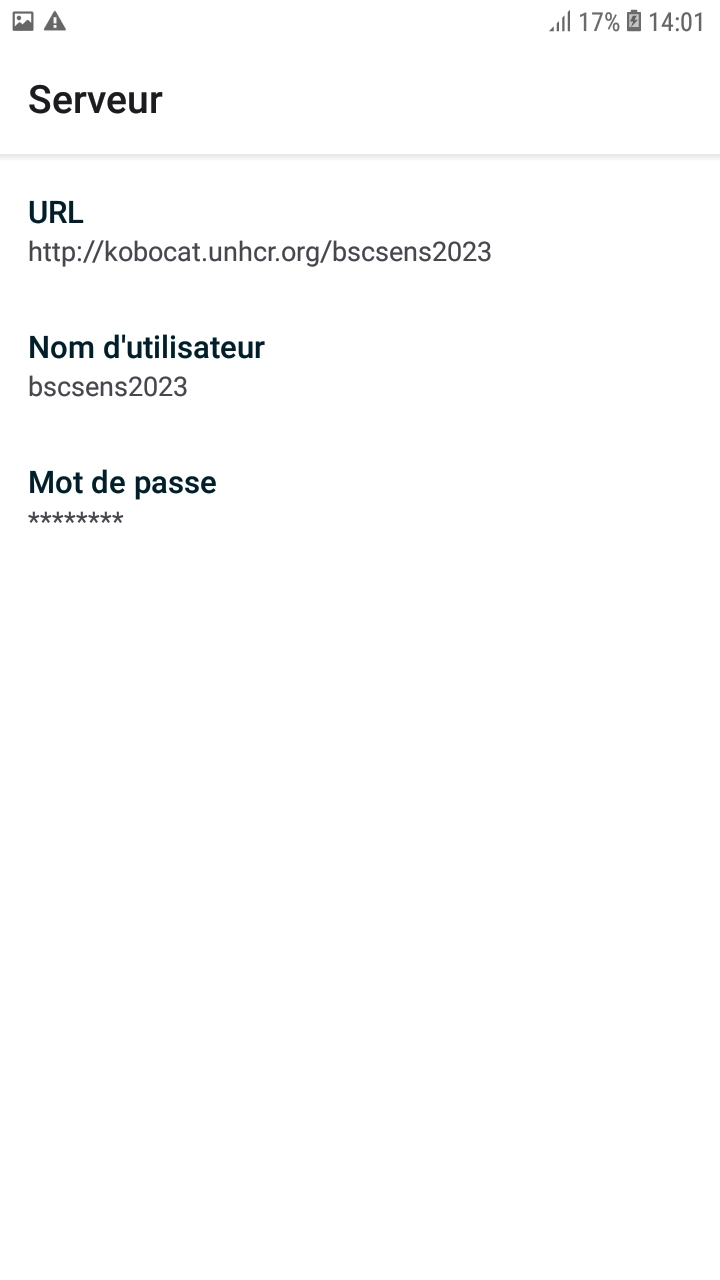 17% 14:01
Serveur
URL
http://kobocat.unhcr.org/bscsens2023
Nom d'utilisateur
bscsens2023
Mot de passe
********